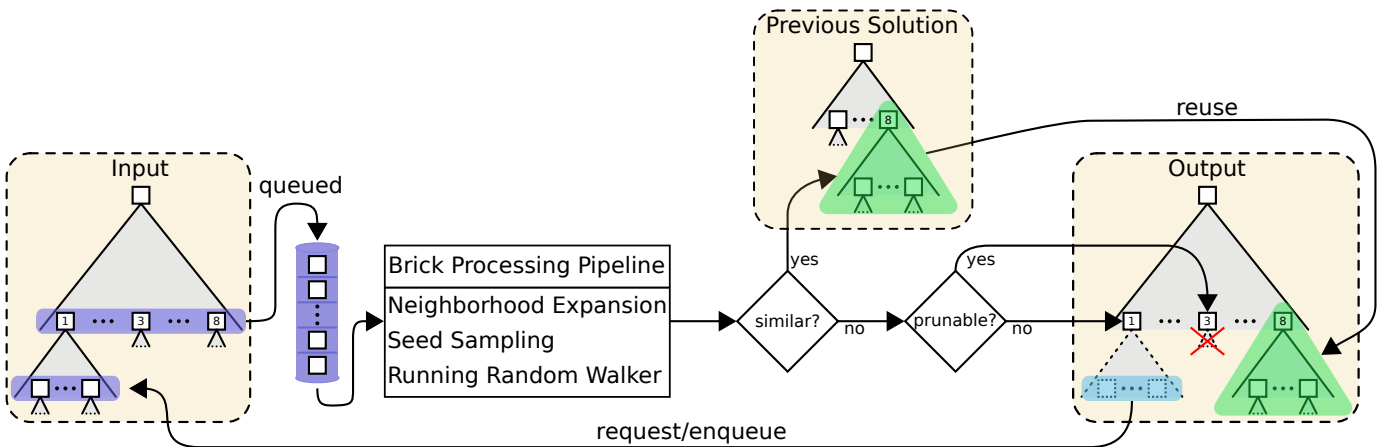 Previous Solution
8
reuse
Input
queued
Output
Brick Processing Pipeline
Neighborhood Expansion
Seed Sampling
Running Random Walker
yes
yes
similar?
no
prunable?
no
1 ... 3 ... 8
1 ... 3 ... 8
request/enqueue